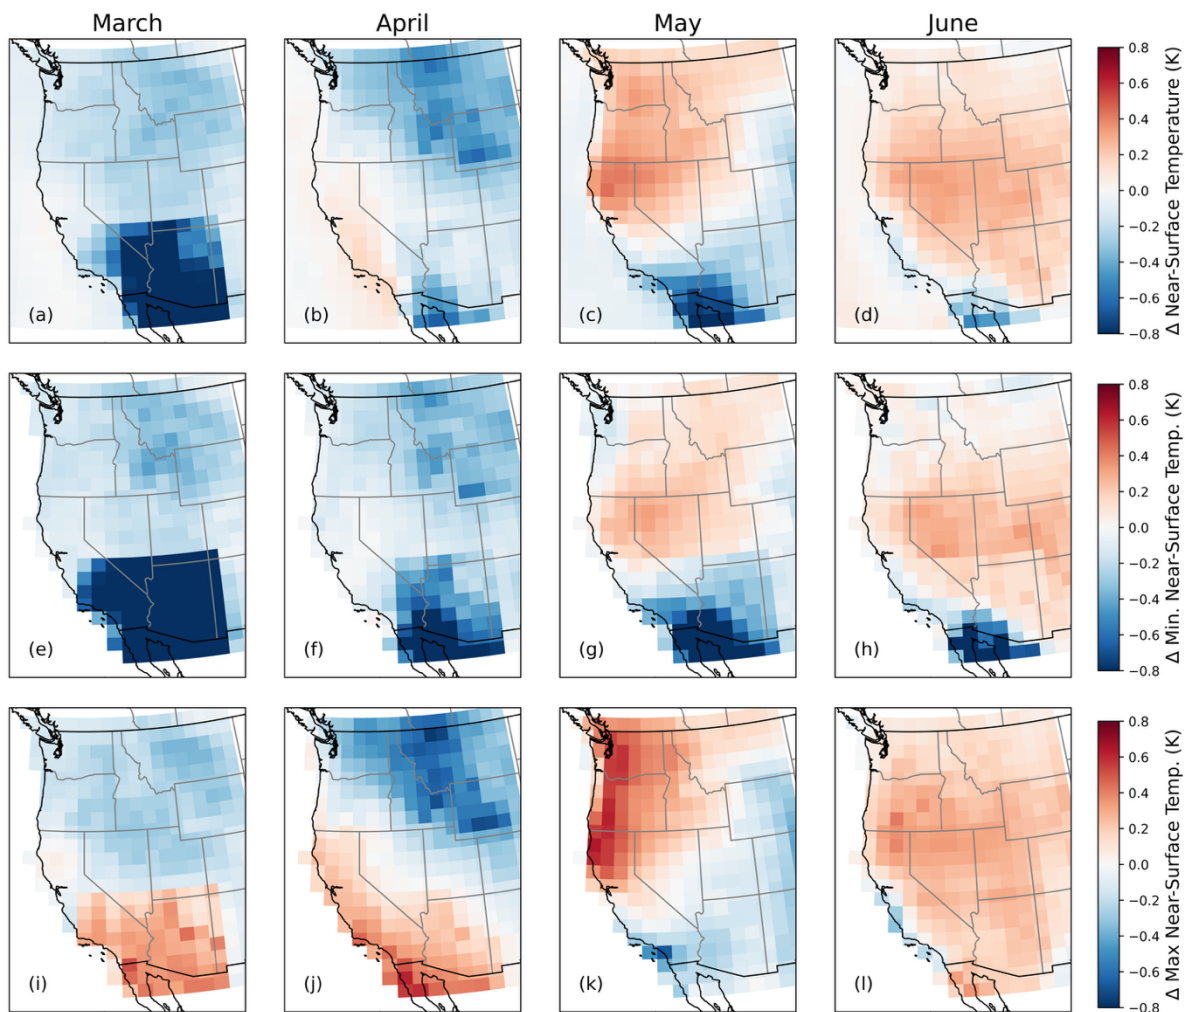 March
April
May
June
(a)
(b)
(c)
(d)
0.8
0.6
0.4
0.2
0.0
−0.2
−0.4
−0.6
−0.8
Δ Near-Surface Temperature (K)
(e)
(f)
(g)
(h)
0.8
0.6
0.4
0.2
0.0
−0.2
−0.4
−0.6
−0.8
Δ Min. Near-Surface Temp. (K)
(i)
(j)
(k)
(l)
0.8
0.6
0.4
0.2
0.0
−0.2
−0.4
−0.6
−0.8
Δ Max Near-Surface Temp. (K)